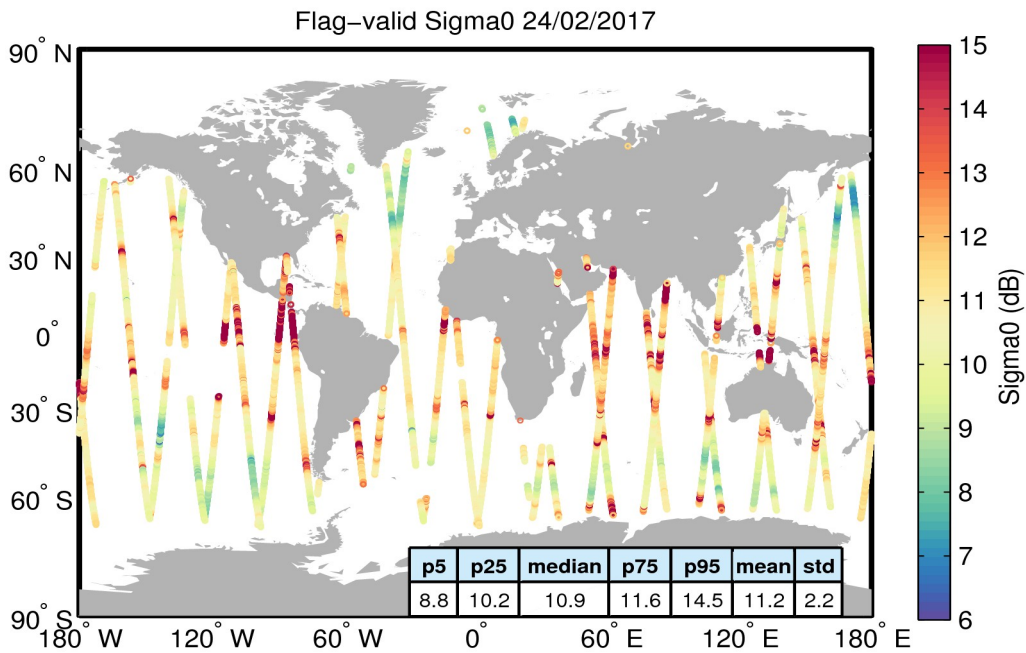 Flag−valid Sigma0 24/02/2017
90° N
60° N
30° N
0°
30° S
60° S
90° S
180° W
120° W
60° W
0°
60° E
120° E
180° E
15
14
13
12
11
10
9
8
7
6
Sigma0 (dB)
p5 p25 median p75 p95 mean std
8.8 10.2 10.9 11.6 14.5 11.2 2.2